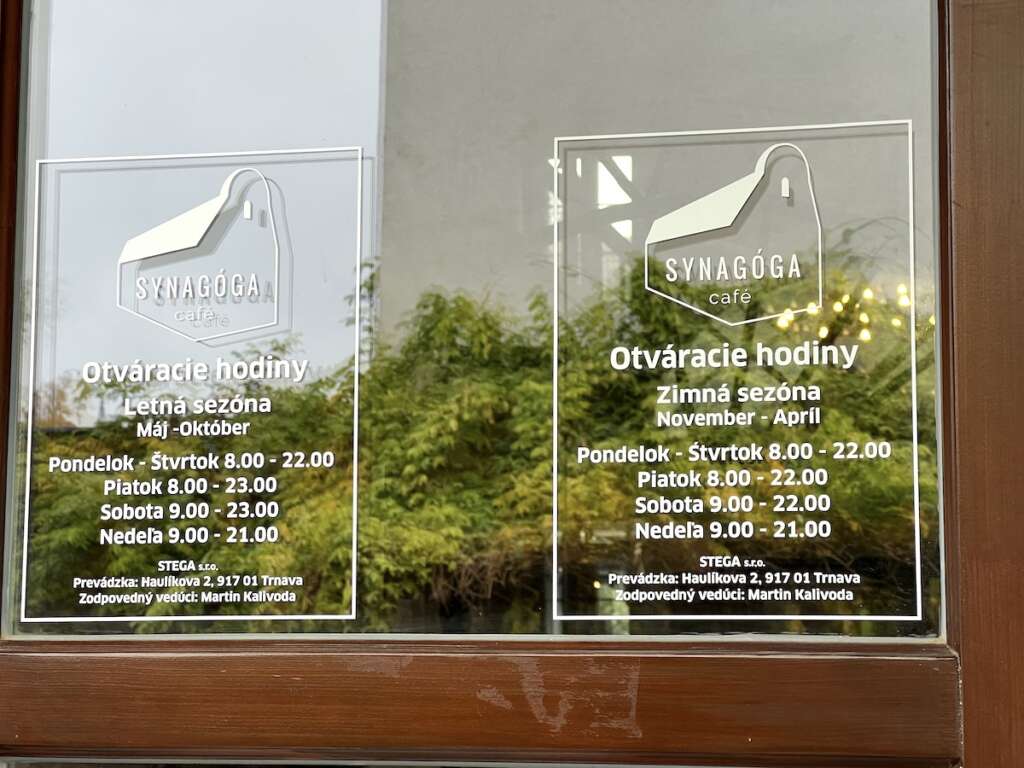 SYNAGÓGA
café
Otváracie hodiny
Letná sezóna
Máj -Október
Pondelok - Štvrtok 8.00 - 22.00
Piatok 8.00 - 23.00
Sobota 9.00 - 23.00
Nedeľa 9.00 - 21.00
STEGA s.r.o.
Prevádzka: Haulíkova 2, 917 01 Trnava
Zodpovedný vedúci: Martin Kalivoda
SYNAGÓGA
café
Otváracie hodiny
Zimná sezóna
November - Apríl
Pondelok - Štvrtok 8.00 - 22.00
Piatok 8.00 - 22.00
Sobota 9.00 - 22.00
Nedeľa 9.00 - 21.00
STEGA s.r.o.
Prevádzka: Haulíkova 2, 917 01 Trnava
Zodpovedný vedúci: Martin Kalivoda